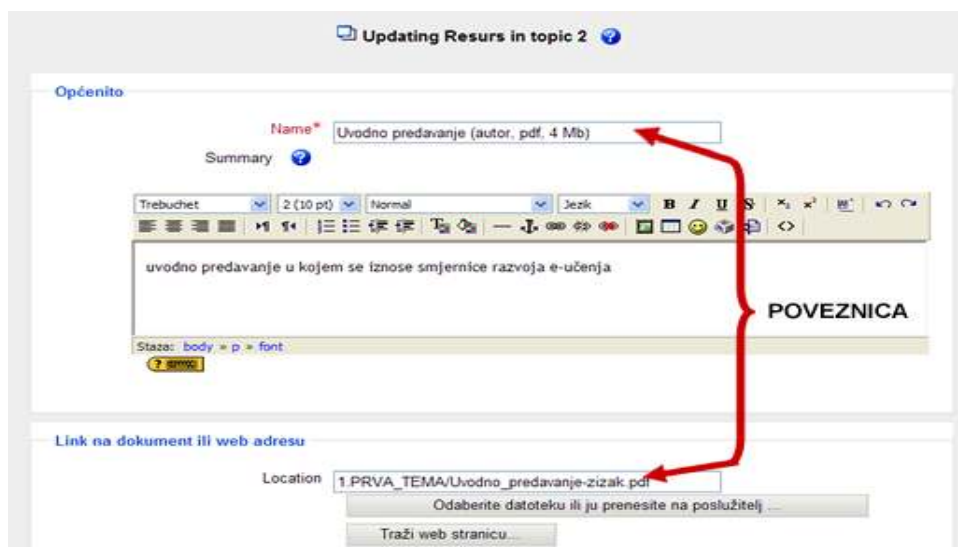 Updating Resurs in topic 2
Općenito
Name* Uvodno predavanje (autor, pdf, 4 Mb)
Summary
Trebuchet 2 (10 pt) Normal Jezik B I U S x₂ x²
uvodno predavanje u kojem se iznose smjernice razvoja e-učenja
POVEZNICA
Staza: body » p » font
Link na dokument ili web adresu
Location 1.PRVA_TEMA/Uvodno_predavanje-zizak.pdf
Odaberite datoteku ili ju prenesite na poslužitelj ...
Traži web stranicu...